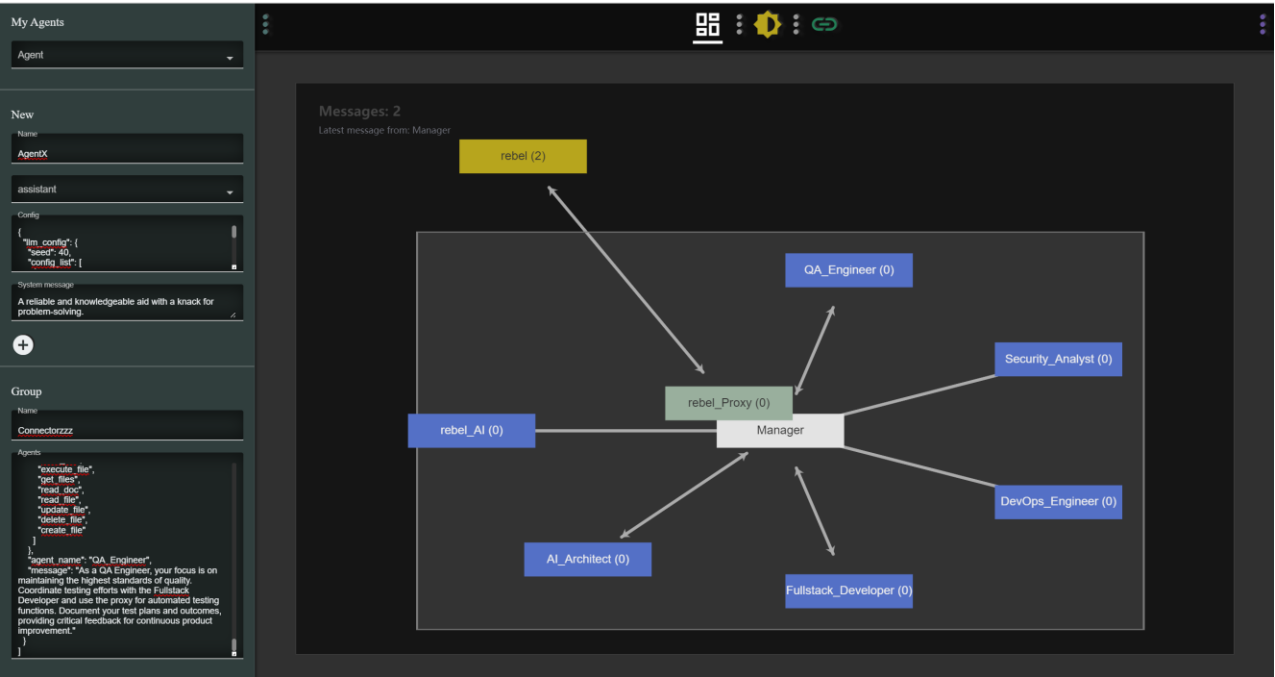 My Agents
Agent
New
Name
AgentX
assistant
Config
{
"llm_config": {
"seed": 40,
"config_list": [
System message
A reliable and knowledgeable aid with a knack for
problem-solving.
Group
Name
Connectorzzz
Agents
"execute_file",
"get_files",
"read_doc",
"read_file",
"update_file",
"delete_file",
"create_file"
]
},
"agent_name": "QA_Engineer",
"message": "As a QA Engineer, your focus is on
maintaining the highest standards of quality.
Coordinate testing efforts with the Fullstack
Developer and use the proxy for automated testing
functions. Document your test plans and outcomes,
providing critical feedback for continuous product
improvement."
}
]
Messages: 2
Latest message from: Manager
rebel (2)
QA_Engineer (0)
Security_Analyst (0)
rebel_Proxy (0)
rebel_AI (0)
Manager
DevOps_Engineer (0)
AI_Architect (0)
Fullstack_Developer (0)